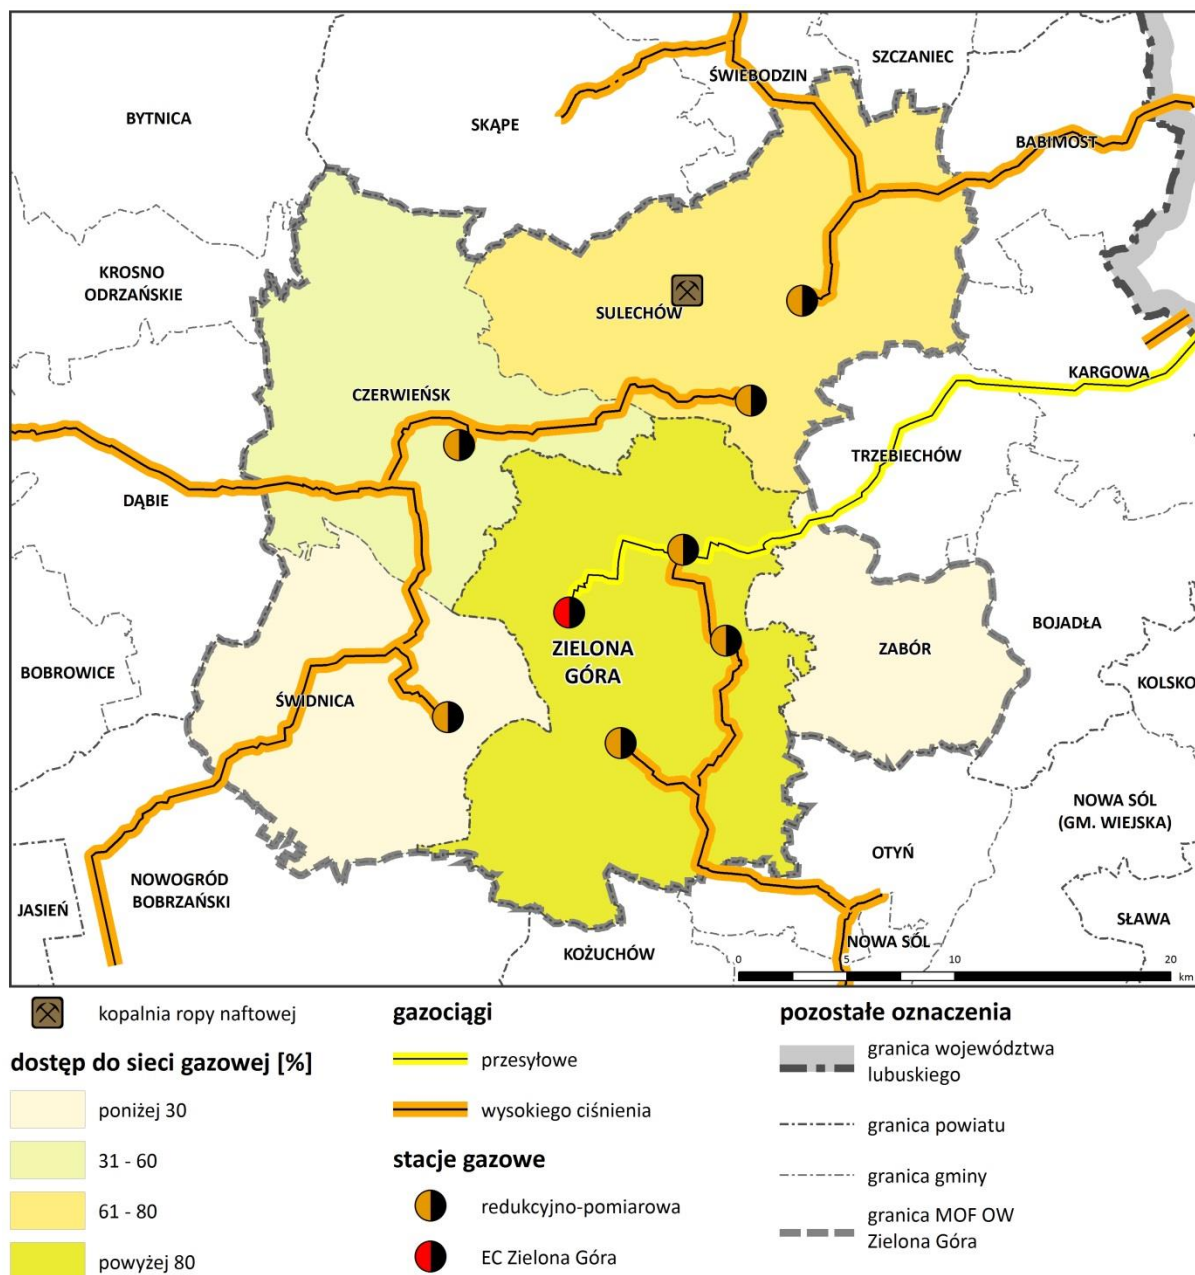 SZCZANIEC
ŚWIEBODZIN
BYTNICA
SKĄPE
BABIMOST
KROSNO
ODRZAŃSKIE
SULECHÓW
KARGOWA
CZERWIEŃSK
TRZEBIECHÓW
DĄBIE
BOJADŁA
ZIELONA
GÓRA
ZABÓR
BOBROWICE
KOLSKO
ŚWIDNICA
NOWA SÓL
(GM. WIEJSKA)
OTYŃ
NOWOGRÓD
BOBRZAŃSKI
JASIEŃ
SŁAWA
KOŻUCHÓW
NOWA SÓL
0 5 10 20
km
kopalnia ropy naftowej
dostęp do sieci gazowej [%]
poniżej 30
31 - 60
61 - 80
powyżej 80
gazociągi
przesyłowe
wysokiego ciśnienia
stacje gazowe
redukcyjno-pomiarowa
EC Zielona Góra
pozostałe oznaczenia
granica województwa
lubuskiego
granica powiatu
granica gminy
granica MOF OW
Zielona Góra